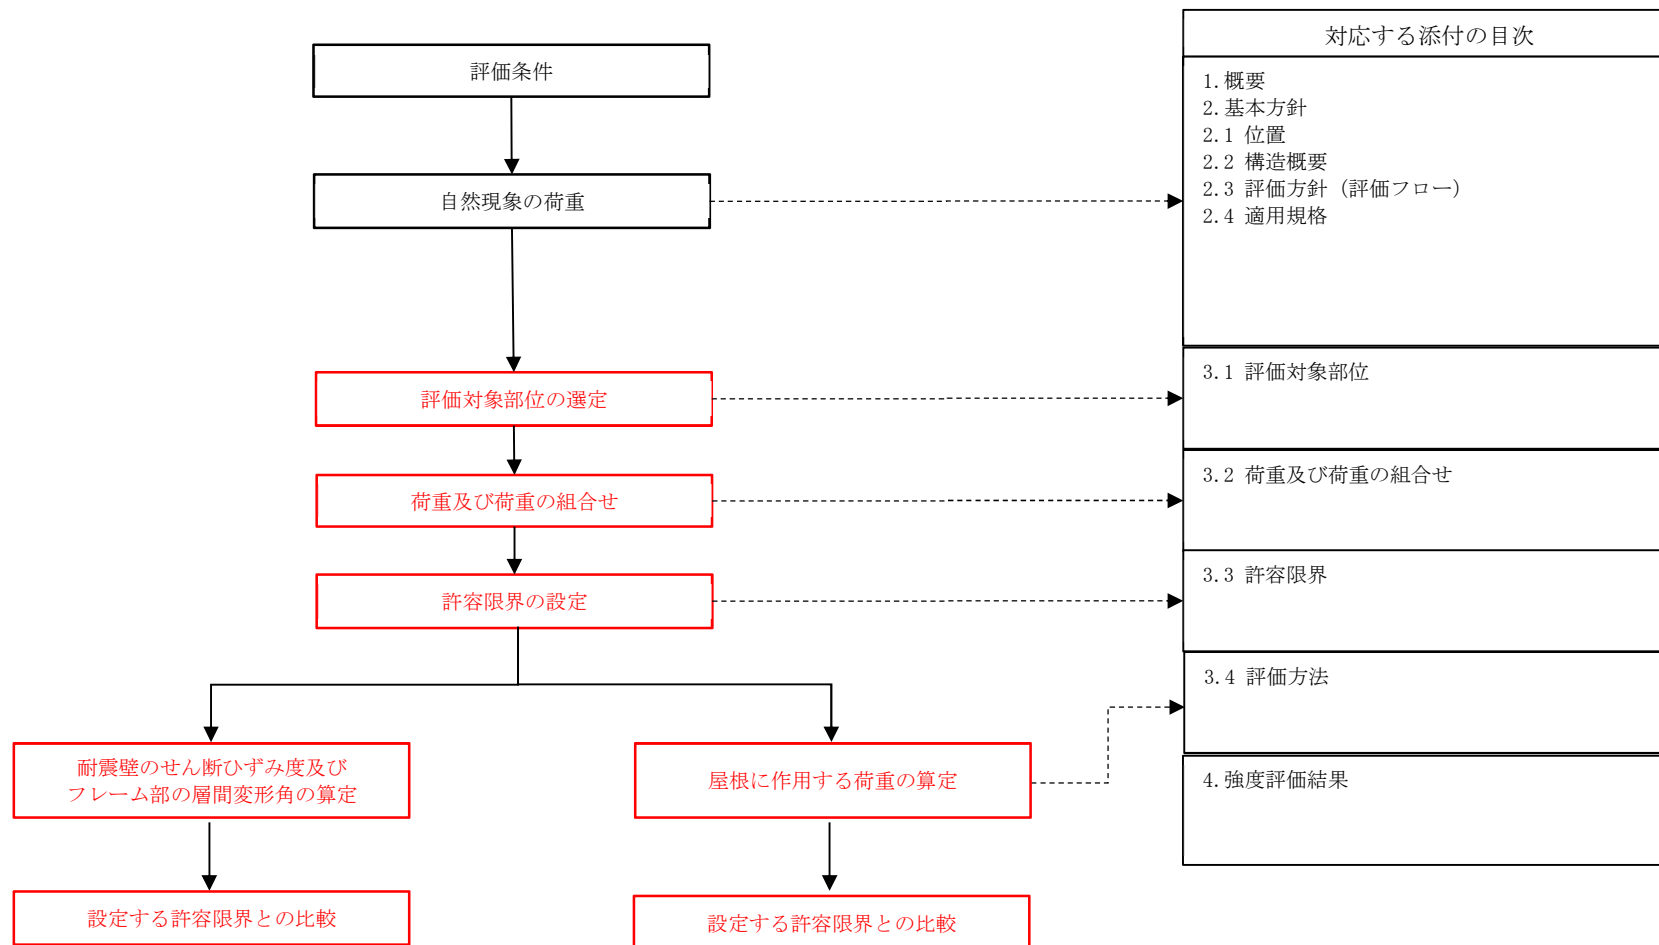 評価条件
自然現象の荷重
評価対象部位の選定
荷重及び荷重の組合せ
許容限界の設定
耐震壁のせん断ひずみ度及び
フレーム部の層間変形角の算定
設定する許容限界との比較
屋根に作用する荷重の算定
設定する許容限界との比較
対応する添付の目次
1.概要
2.基本方針
2.1 位置
2.2 構造概要
2.3 評価方針（評価フロー）
2.4 適用規格
3.1 評価対象部位
3.2 荷重及び荷重の組合せ
3.3 許容限界
3.4 評価方法
4.強度評価結果